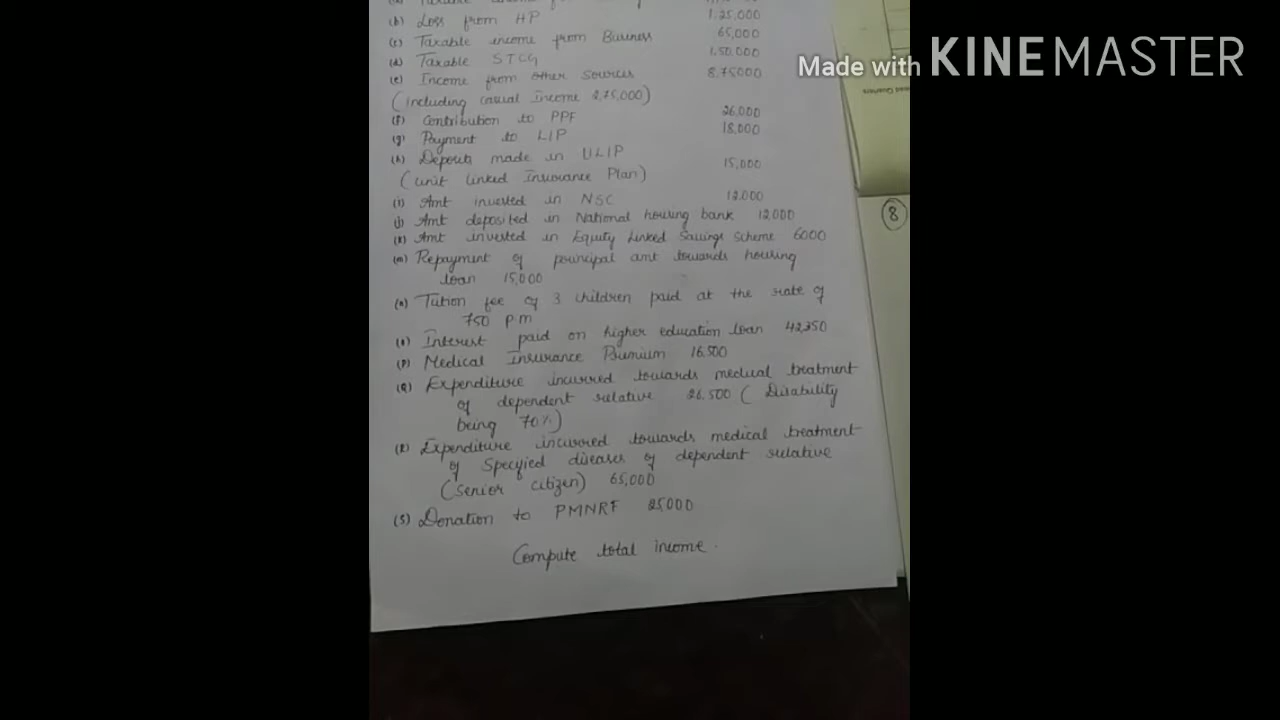 (b) Loss from HP 1,25,000
(c) Taxable income from Business 65,000
(d) Taxable STCG 1,50,000
(e) Income from other sources 8,75000
(including casual Income 2,75,000)
(f) Contribution to PPF 26,000
(g) Payment to LIP 18,000
(h) Deposits made in ULIP
(unit linked Insurance Plan) 15,000
(i) Amt invested in NSC 12,000
(j) Amt deposited in National housing bank 12,000
Amt invested in Equity Linked Savings Scheme 6000
(m) Repayment of principal amt towards housing
loan 15,000
(n) Tution fee of 3 children paid at the rate of
750 P.m
(o) Interest paid on higher education loan 42,350
(P) Medical Insurance Primium 16,500
(Q) Expenditure incurred towards medical treatment
of dependent relative 26,500 (Disability
being 70%)
(R) Expenditure incurred towards medical treatment
of Specified diseases of dependent relative
(senior citizen) 65,000
(S) Donation to PMNRF 25,000
Compute total income.
Made with KINEMASTER
8